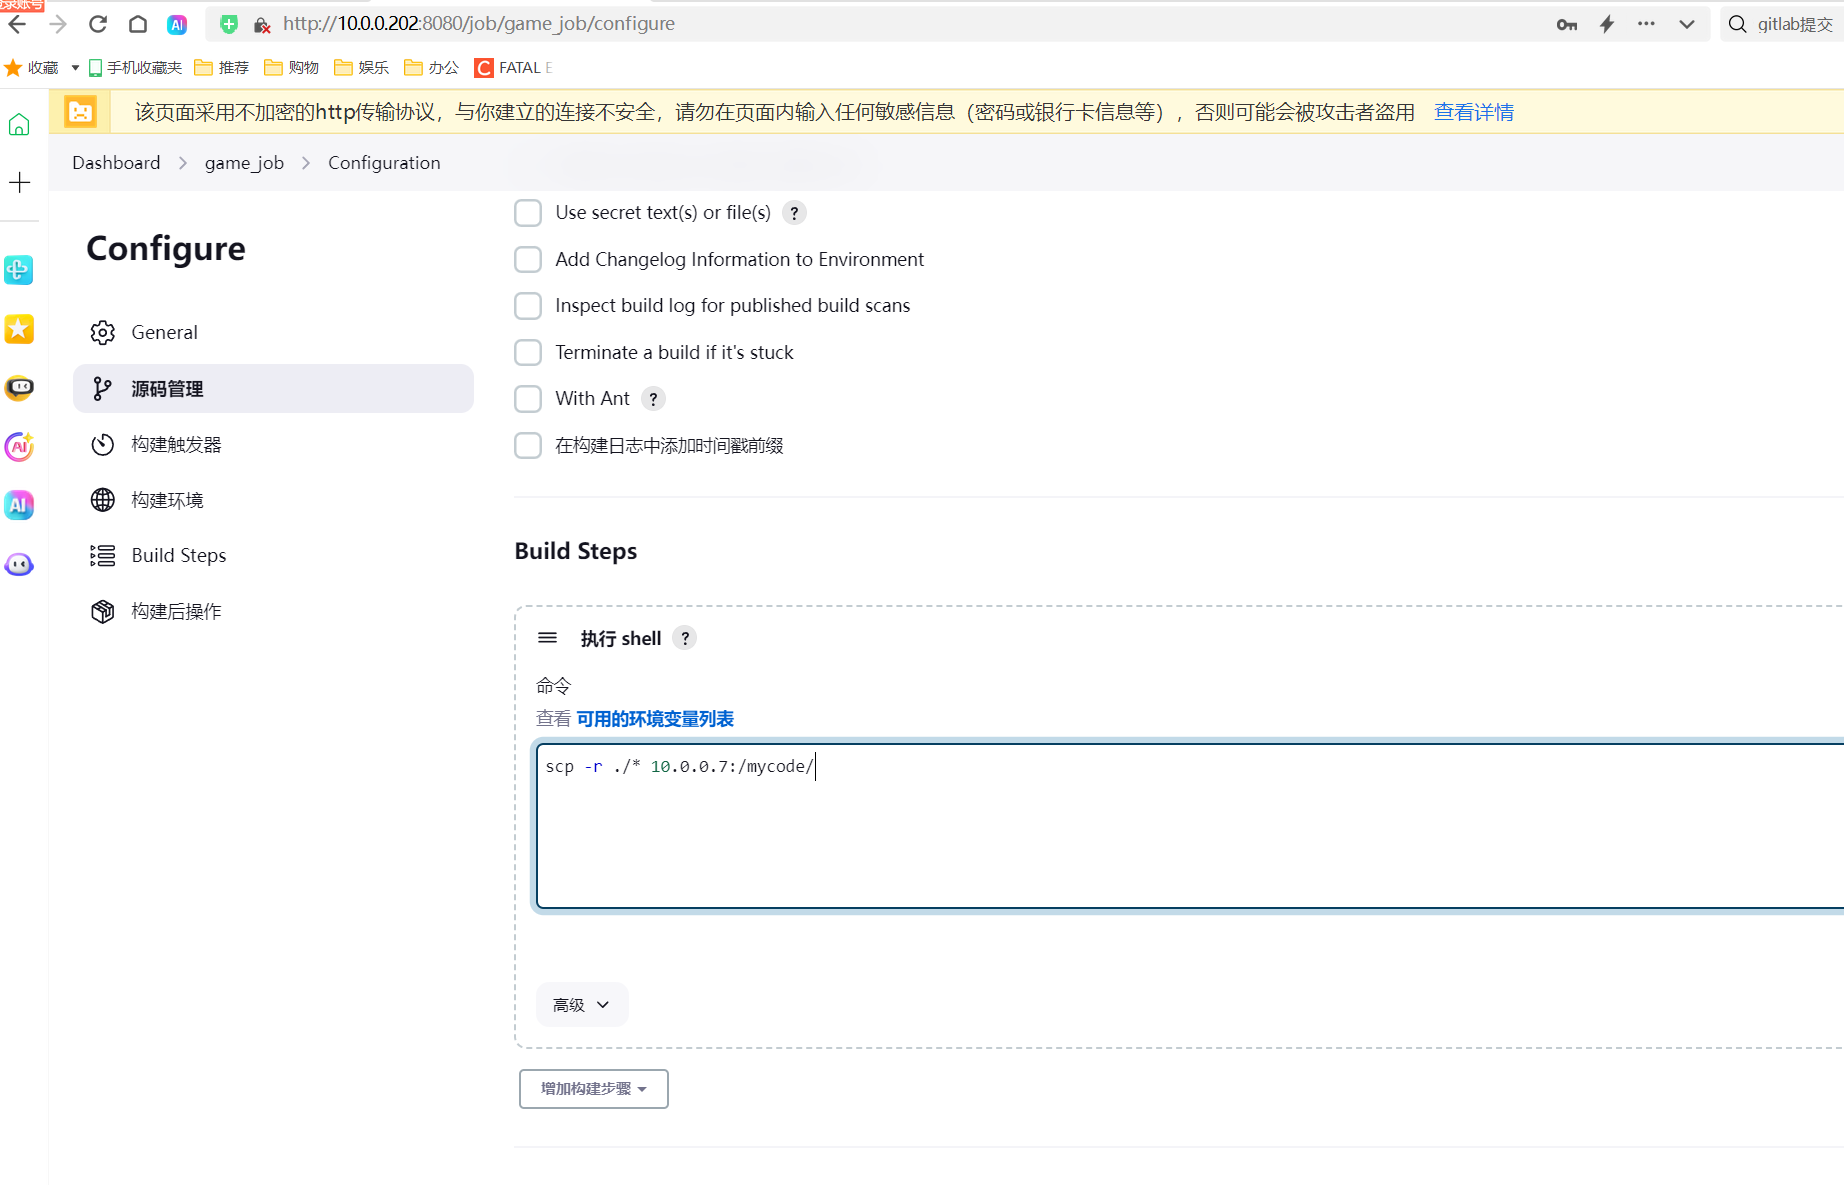 登录账号
http://10.0.0.202:8080/job/game_job/configure
gitlab提交
收藏 手机收藏夹 推荐 购物 娱乐 办公 FATAL E
该页面采用不加密的http传输协议，与你建立的连接不安全，请勿在页面内输入任何敏感信息（密码或银行卡信息等），否则可能会被攻击者盗用 查看详情
Dashboard > game_job > Configuration
Configure
General
源码管理
构建触发器
构建环境
Build Steps
构建后操作
Use secret text(s) or file(s) ?
Add Changelog Information to Environment
Inspect build log for published build scans
Terminate a build if it's stuck
With Ant ?
在构建日志中添加时间戳前缀
Build Steps
执行 shell ?
命令
查看 可用的环境变量列表
scp -r ./* 10.0.0.7:/mycode/
高级
增加构建步骤